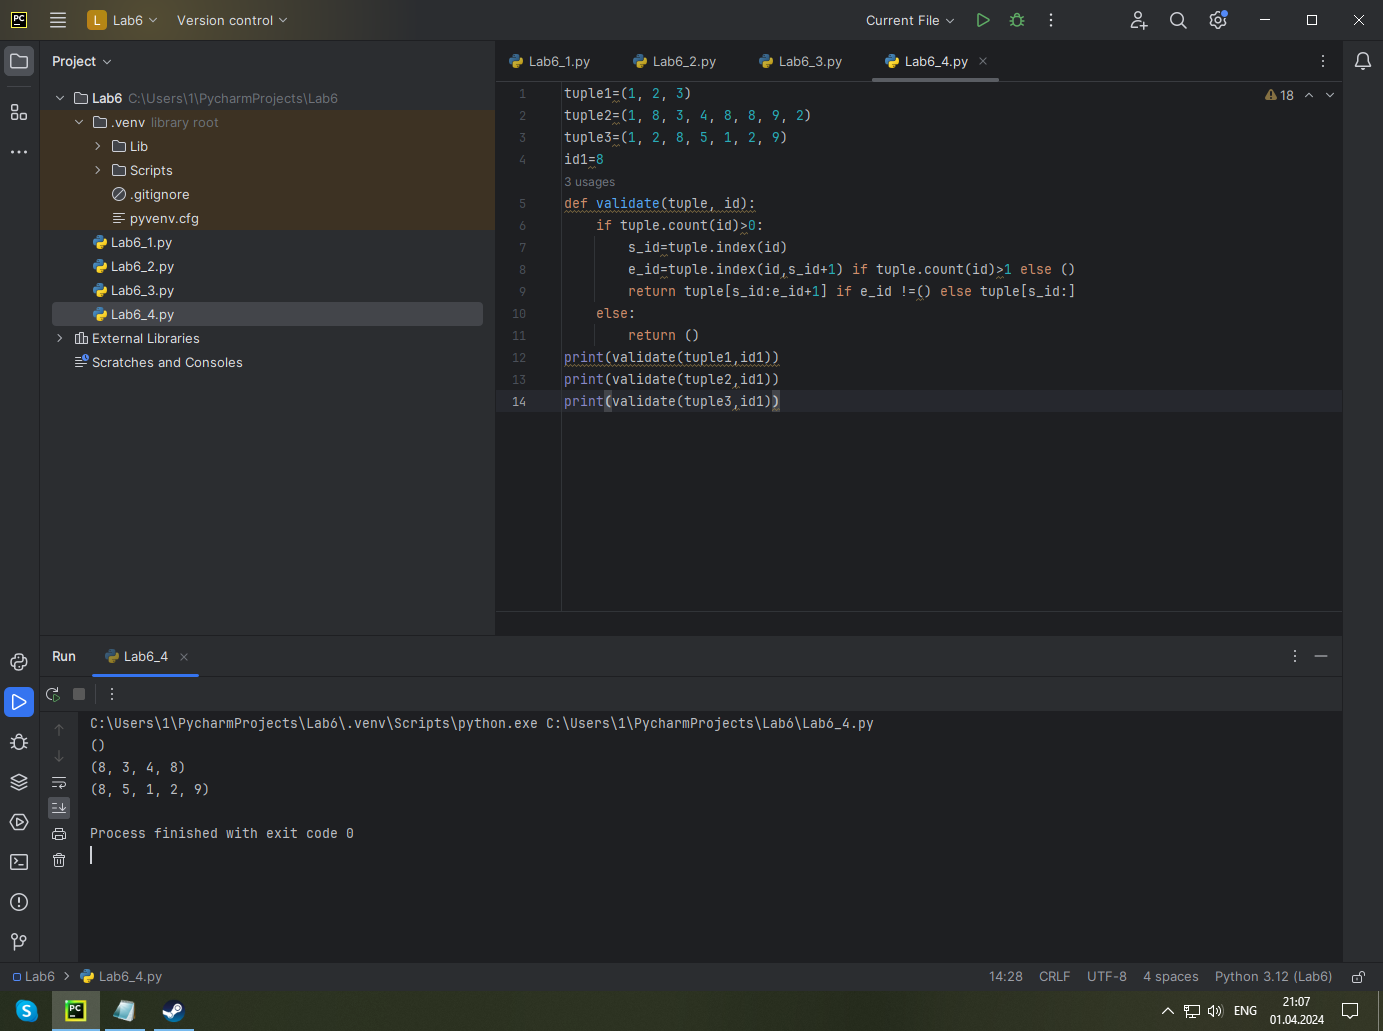 PC
L Lab6
Version control
Current File
Project
Lab6_1.py
Lab6_2.py
Lab6_3.py
Lab6_4.py
Lab6 C:\Users\1\PycharmProjects\Lab6
.venv library root
Lib
Scripts
.gitignore
pyvenv.cfg
Lab6_1.py
Lab6_2.py
Lab6_3.py
Lab6_4.py
External Libraries
Scratches and Consoles
18
1 tuple1=(1, 2, 3)
2 tuple2=(1, 8, 3, 4, 8, 8, 9, 2)
3 tuple3=(1, 2, 8, 5, 1, 2, 9)
4 id1=8
3 usages
5 def validate(tuple, id):
6 if tuple.count(id)>0:
7 s_id=tuple.index(id)
8 e_id=tuple.index(id,s_id+1) if tuple.count(id)>1 else ()
9 return tuple[s_id:e_id+1] if e_id !=() else tuple[s_id:]
10 else:
11 return ()
12 print(validate(tuple1,id1))
13 print(validate(tuple2,id1))
14 print(validate(tuple3,id1))
Run
Lab6_4
C:\Users\1\PycharmProjects\Lab6\.venv\Scripts\python.exe C:\Users\1\PycharmProjects\Lab6\Lab6_4.py
()
(8, 3, 4, 8)
(8, 5, 1, 2, 9)
Process finished with exit code 0
Lab6
Lab6_4.py
14:28
CRLF
UTF-8
4 spaces
Python 3.12 (Lab6)
S
PC
ENG
21:07
01.04.2024